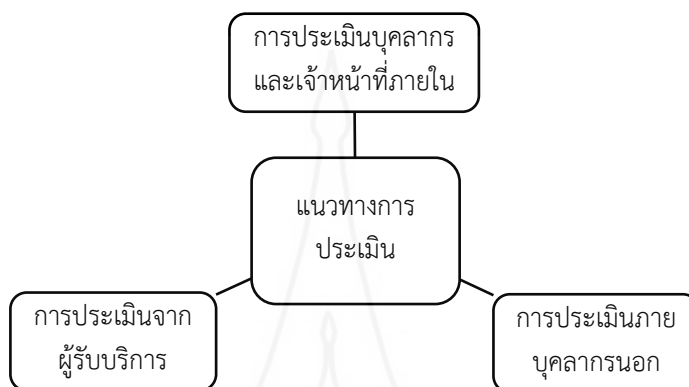 การประเมินบุคลากร
และเจ้าหน้าที่ภายใน
แนวทางการ
ประเมิน
การประเมินจาก
ผู้รับบริการ
การประเมินภาย
บุคลากรนอก